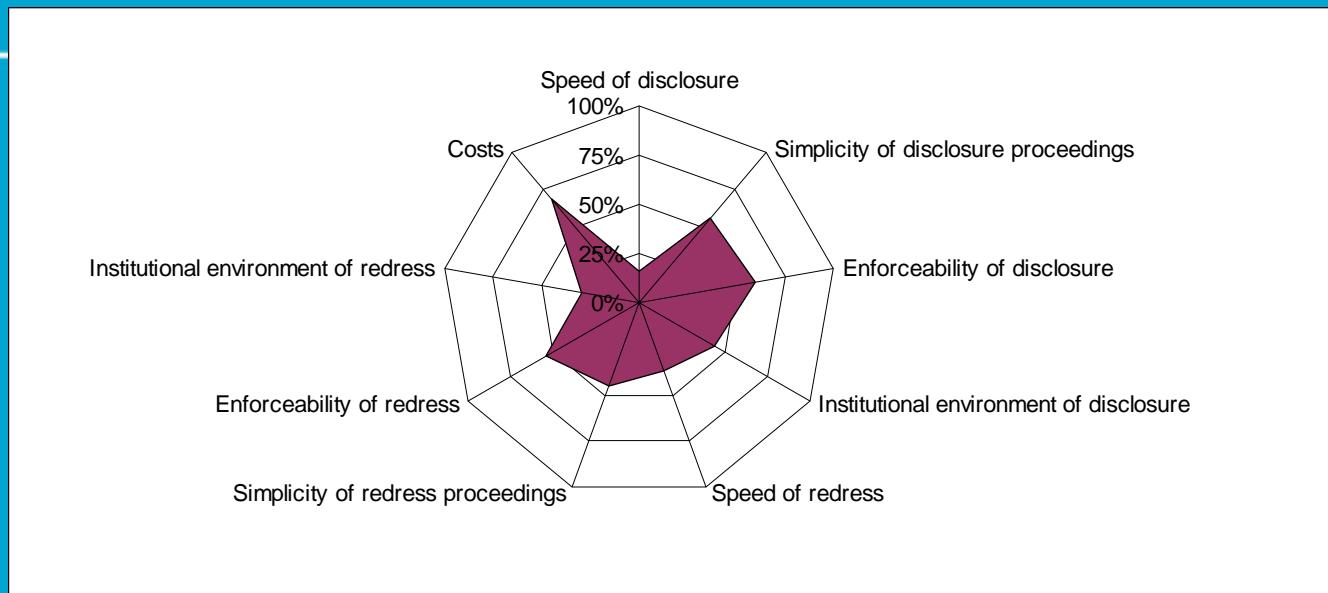 Speed of disclosure
100%
Costs
Simplicity of disclosure proceedings
75%
50%
25%
Institutional environment of redress
Enforceability of disclosure
0%
Enforceability of redress
Institutional environment of disclosure
Simplicity of redress proceedings
Speed of redress